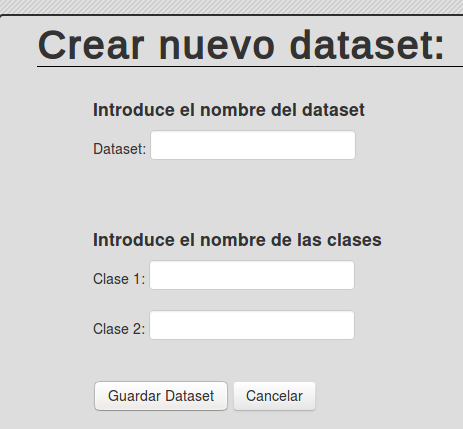 Crear nuevo dataset:
Introduce el nombre del dataset
Dataset:
Introduce el nombre de las clases
Clase 1:
Clase 2:
Guardar Dataset Cancelar